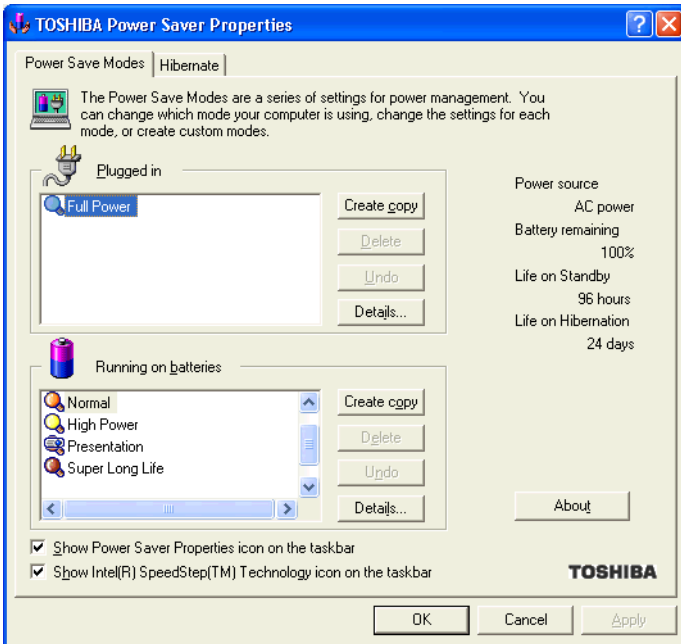 TOSHIBA Power Saver Properties
Power Save Modes
Hibernate
The Power Save Modes are a series of settings for power management. You
can change which mode your computer is using, change the settings for each
mode, or create custom modes.
Plugged in
Full Power
Create copy
Delete
Undo
Details...
Power source
AC power
Battery remaining
100%
Life on Standby
96 hours
Life on Hibernation
24 days
Running on batteries
Normal
High Power
Presentation
Super Long Life
Create copy
Delete
Undo
Details...
About
Show Power Saver Properties icon on the taskbar
Show Intel(R) SpeedStep(TM) Technology icon on the taskbar
TOSHIBA
OK
Cancel
Apply